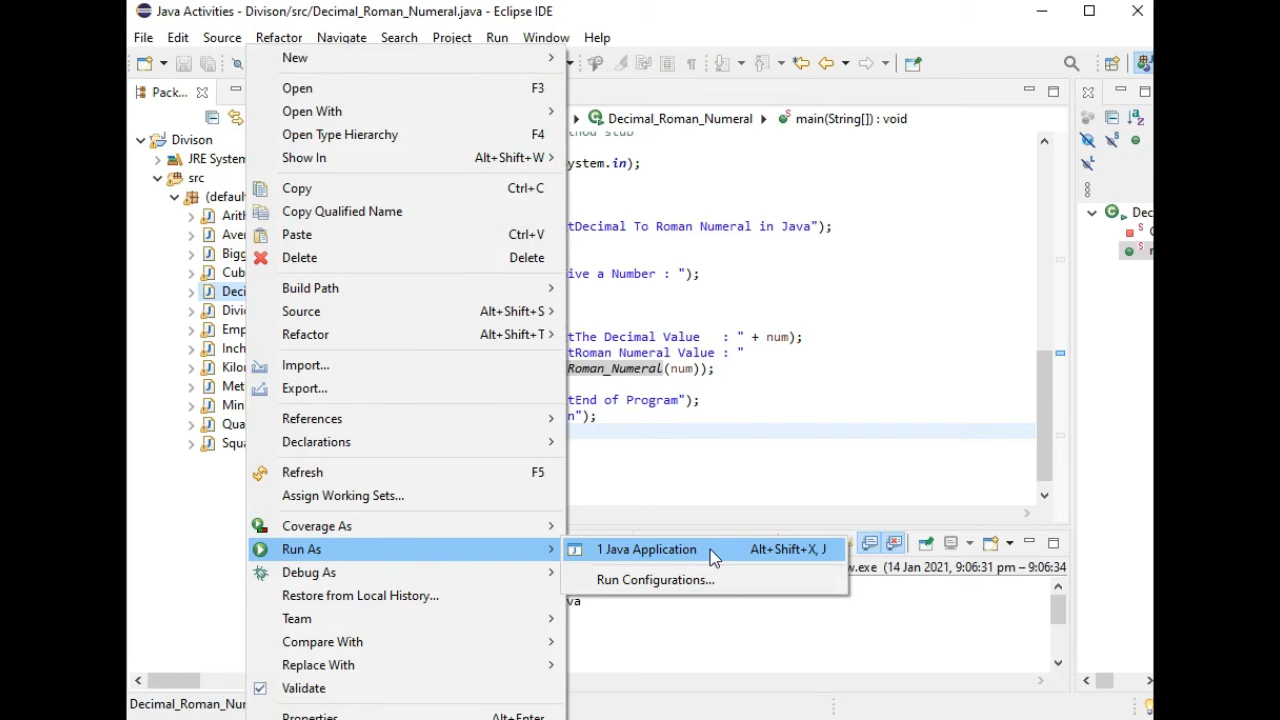 Java Activities - Divison/src/Decimal_Roman_Numeral.java - Eclipse IDE
File Edit Source Refactor Navigate Search Project Run Window Help
Pack...
Divison
JRE System
src
(defaul
Arith
Aver
Bigg
Cub
Deci
Divi
Emp
Inch
Kilo
Met
Min
Qua
Squa
New
Open F3
Open With
Open Type Hierarchy F4
Show In Alt+Shift+W
Copy Ctrl+C
Copy Qualified Name
Paste Ctrl+V
Delete Delete
Build Path
Source Alt+Shift+S
Refactor Alt+Shift+T
Import...
Export...
References
Declarations
Refresh F5
Assign Working Sets...
Coverage As
Run As
Debug As
Restore from Local History...
Team
Compare With
Replace With
Validate
Properties Alt+Enter
1 Java Application Alt+Shift+X, J
Run Configurations...
Decimal_Roman_Numeral main(String[]) : void
hod stub
ystem.in);
tDecimal To Roman Numeral in Java");
ive a Number : ");
tThe Decimal Value : " + num);
tRoman Numeral Value : "
Roman_Numeral(num));
tEnd of Program");
n");
w.exe (14 Jan 2021, 9:06:31 pm – 9:06:34
va
Dec
Decimal_Roman_Nur